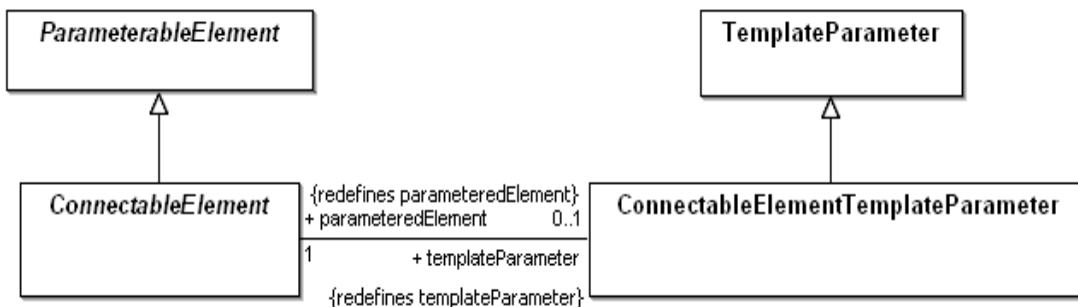 ParameterableElement
TemplateParameter
ConnectableElement
{redefines parameteredElement}
+ parameteredElement 0..1
1 + templateParameter
{redefines templateParameter}
ConnectableElementTemplateParameter